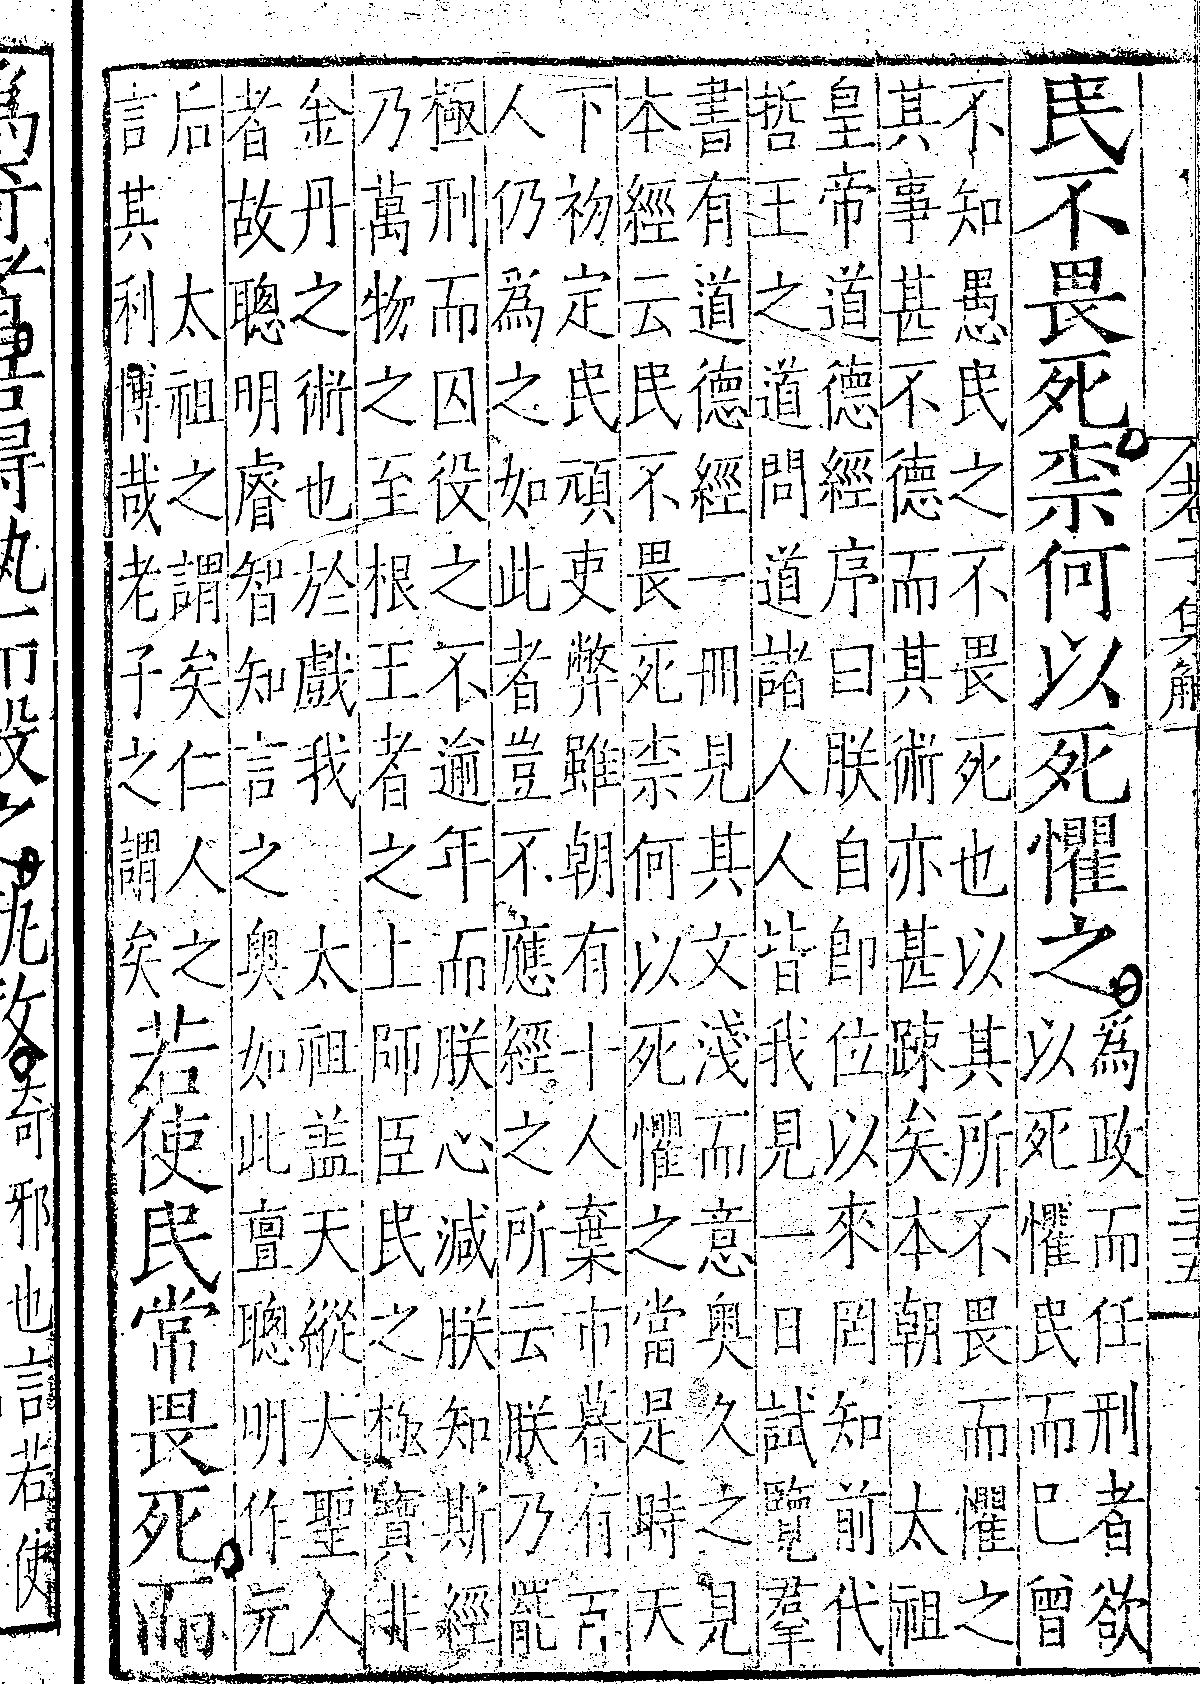 老子集解
三五
民不畏死柰何以死懼之
爲政而任刑者欲
以死懼民而已曾
不知愚民之不畏死也以其所不畏而懼之
其事甚不德而其術亦甚疎矣本朝 太祖
皇帝道德經序曰朕自即位以來罔知前代
哲王之道問道諸人人皆我見一日試覽羣
書有道德經一冊見其文淺而意奧久之見
本經云民不畏死柰何以死懼之當是時天
下初定民頑吏弊雖朝有十人棄市暮有百
人仍爲之如此者豈不應經之所云朕乃罷
極刑而囚役之不逾年而朕心減朕知斯經
乃萬物之至根王者之上師臣民之極寶非
金丹之術也於戲我 太祖盖天縱大聖人
者故聰明睿智知言之奧如此亶聰明作元
后 太祖之謂矣仁人之
言其利博哉老子之謂矣
若使民常畏死而
爲奇者吾得執而殺之孰敢
奇邪也言若使